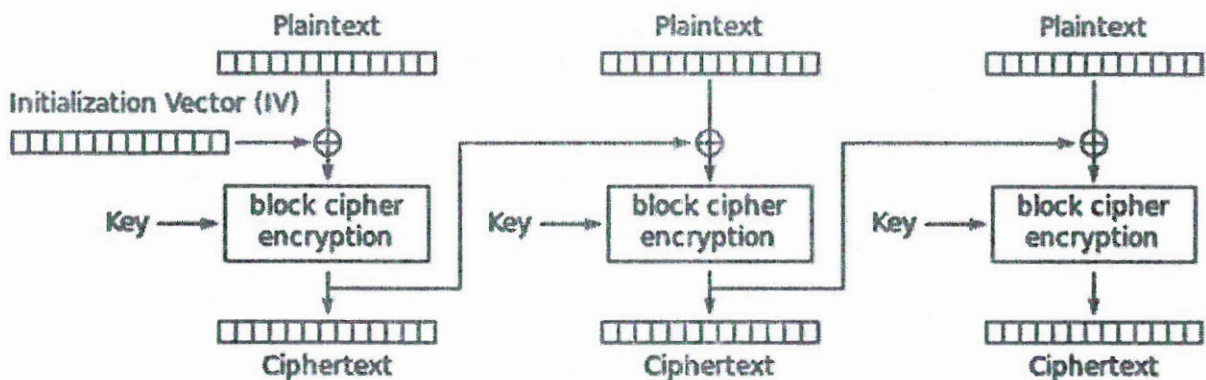 Plaintext
Plaintext
Plaintext
Initialization Vector (IV)
Key
block cipher
encryption
Key
block cipher
encryption
Key
block cipher
encryption
Ciphertext
Ciphertext
Ciphertext